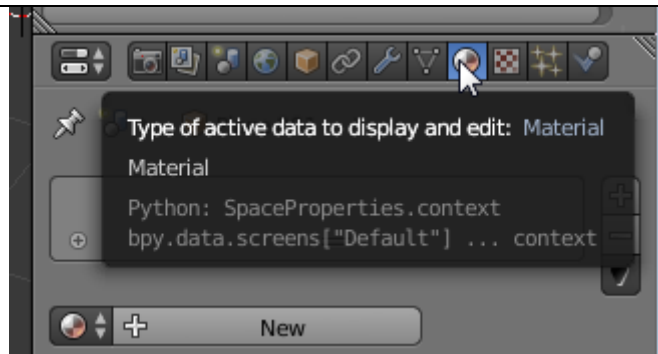 Type of active data to display and edit: Material
Material
Python: SpaceProperties.context
bpy.data.screens["Default"] ... context
New